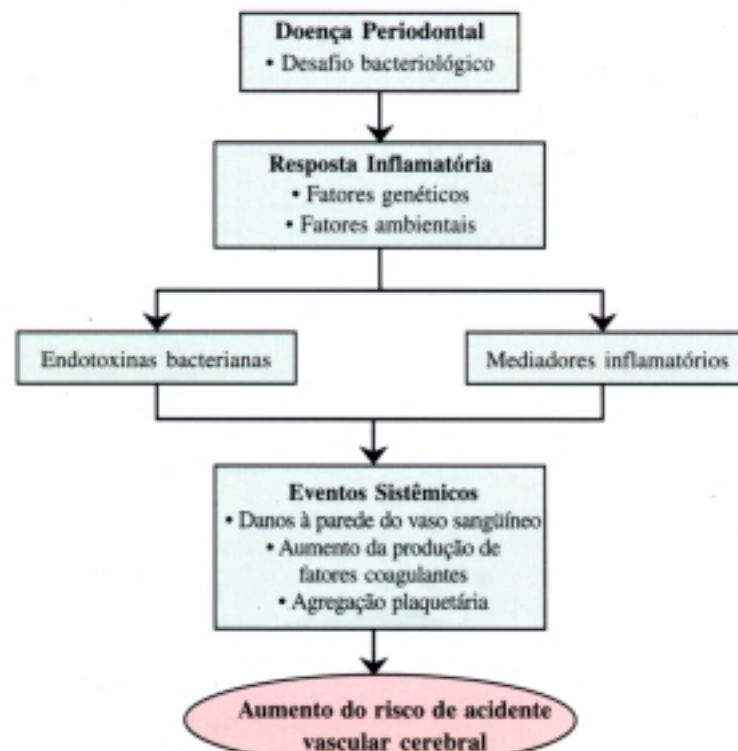 Doença Periodontal
• Desafio bacteriológico
Resposta Inflamatória
• Fatores genéticos
• Fatores ambientais
Endotoxinas bacterianas
Mediadores inflamatórios
Eventos Sistêmicos
• Danos à parede do vaso sangüíneo
• Aumento da produção de
fatores coagulantes
• Agregação plaquetária
Aumento do risco de acidente
vascular cerebral